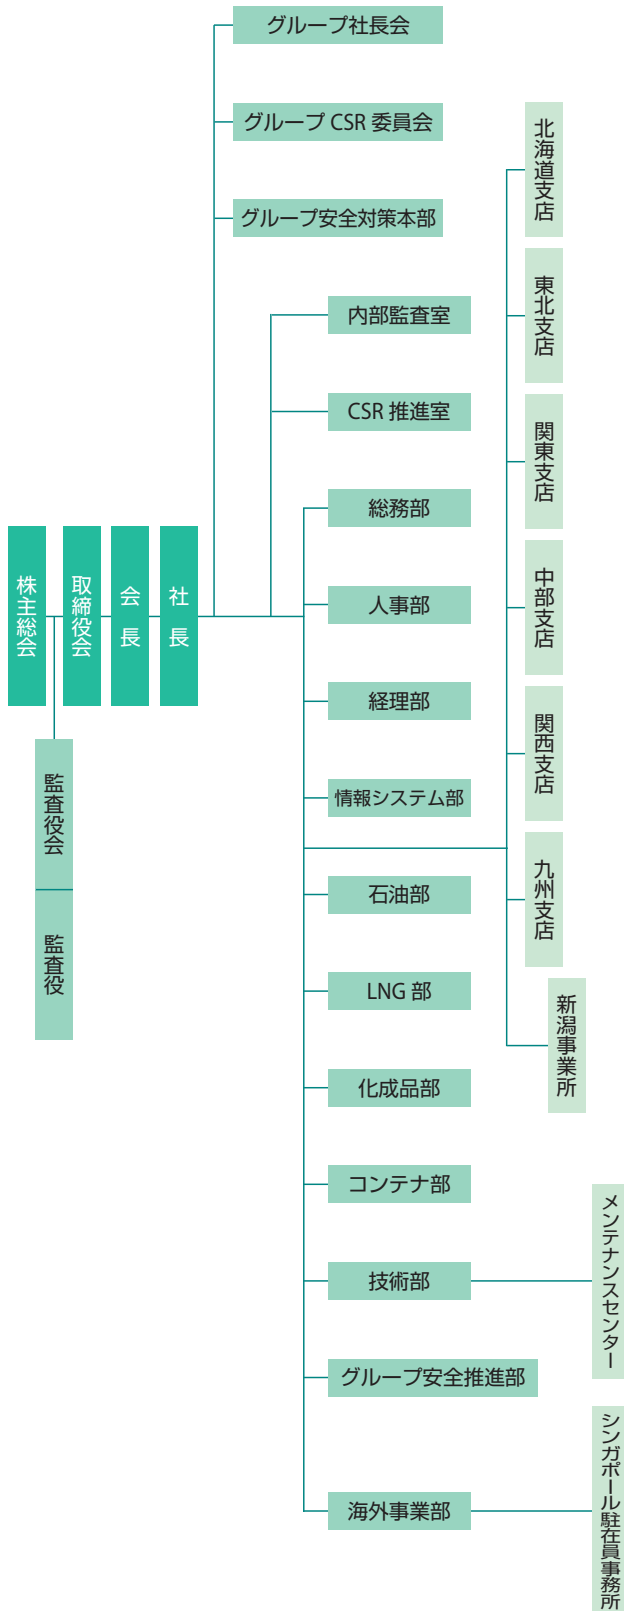 グループ社長会
グループ CSR 委員会
グループ安全対策本部
内部監査室
CSR 推進室
総務部
人事部
経理部
情報システム部
石油部
LNG 部
化成品部
コンテナ部
技術部
グループ安全推進部
海外事業部
株主総会
取締役会
会長
社長
監査役会
監査役
北海道支店
東北支店
関東支店
中部支店
関西支店
九州支店
新潟事業所
メンテナンスセンター
シンガポール駐在員事務所